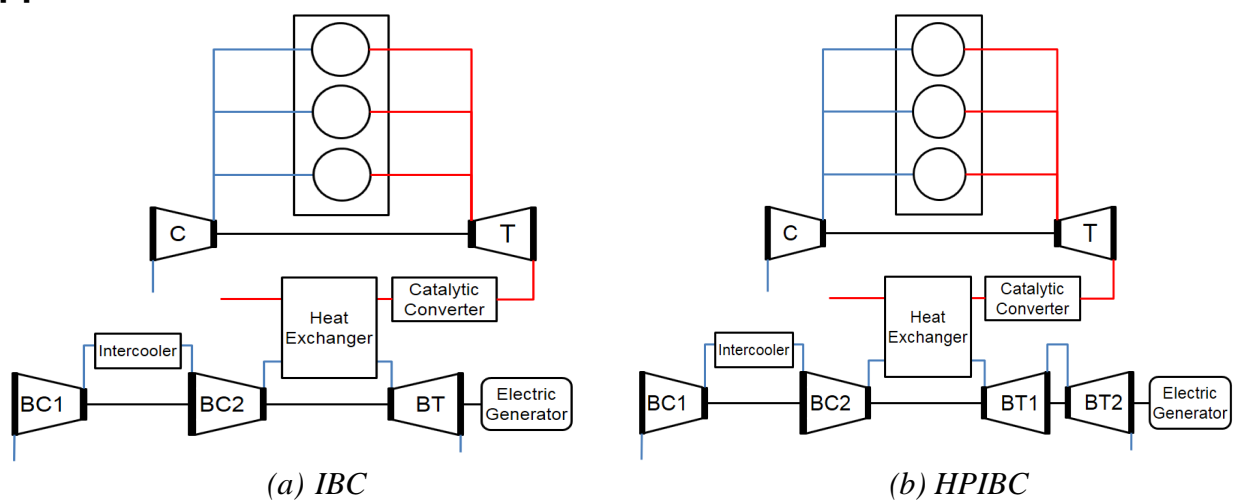 C
T
Heat
Exchanger
Catalytic
Converter
Intercooler
BC1
BC2
BT
Electric
Generator
(a) IBC
C
T
Heat
Exchanger
Catalytic
Converter
Intercooler
BC1
BC2
BT1
BT2
Electric
Generator
(b) HPIBC